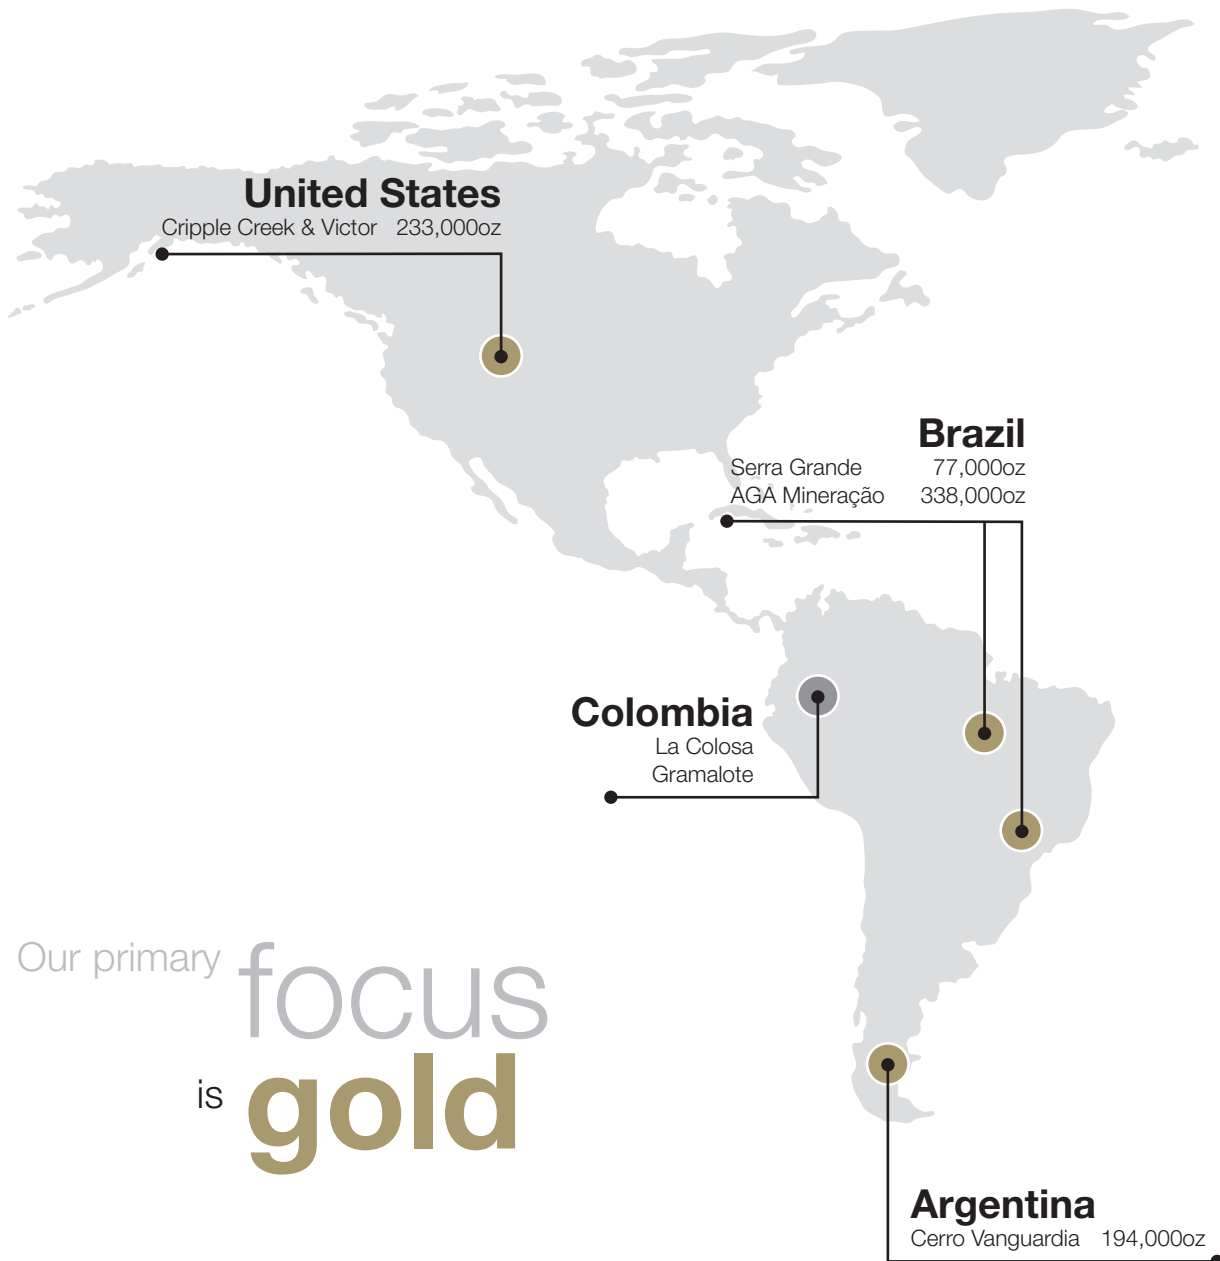 United States
Cripple Creek & Victor 233,000oz
Brazil
Serra Grande 77,000oz
AGA Mineração 338,000oz
Colombia
La Colosa
Gramalote
Our primary focus
is gold
Argentina
Cerro Vanguardia 194,000oz